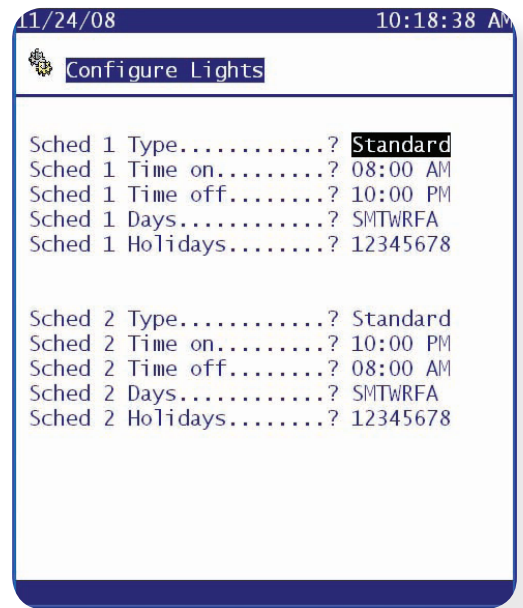 11/24/08 10:18:38 AM
Configure Lights
Sched 1 Type............? Standard
Sched 1 Time on.........? 08:00 AM
Sched 1 Time off........? 10:00 PM
Sched 1 Days............? SMTWRFA
Sched 1 Holidays........? 12345678
Sched 2 Type............? Standard
Sched 2 Time on.........? 10:00 PM
Sched 2 Time off........? 08:00 AM
Sched 2 Days............? SMTWRFA
Sched 2 Holidays........? 12345678